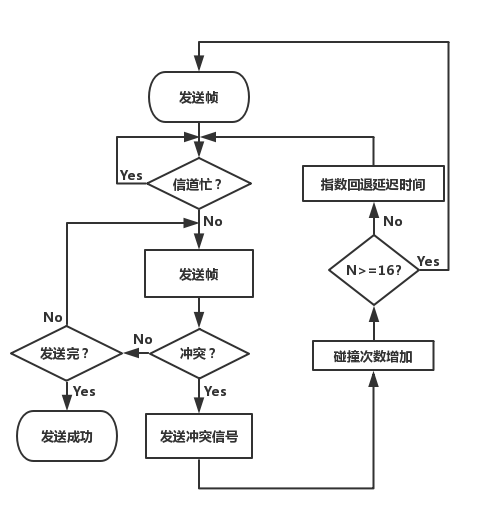 发送帧
Yes
信道忙？
指数回退延迟时间
No
No
发送帧
N>=16?
Yes
No
发送完？
No
冲突？
碰撞次数增加
Yes
Yes
发送成功
发送冲突信号